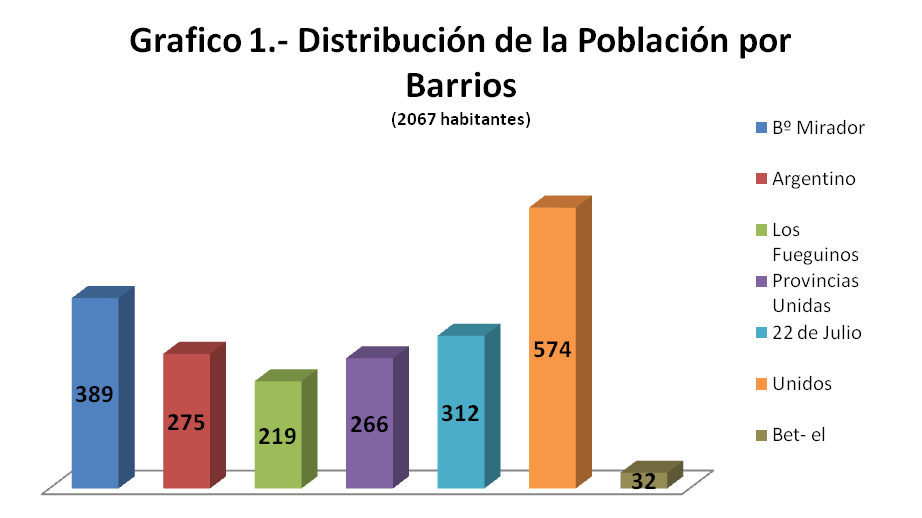 Grafico 1.- Distribución de la Población por
Barrios
(2067 habitantes)
Bº Mirador
Argentino
Los
Fueguinos
Provincias
Unidas
22 de Julio
Unidos
Bet- el
389
275
219
266
312
574
32